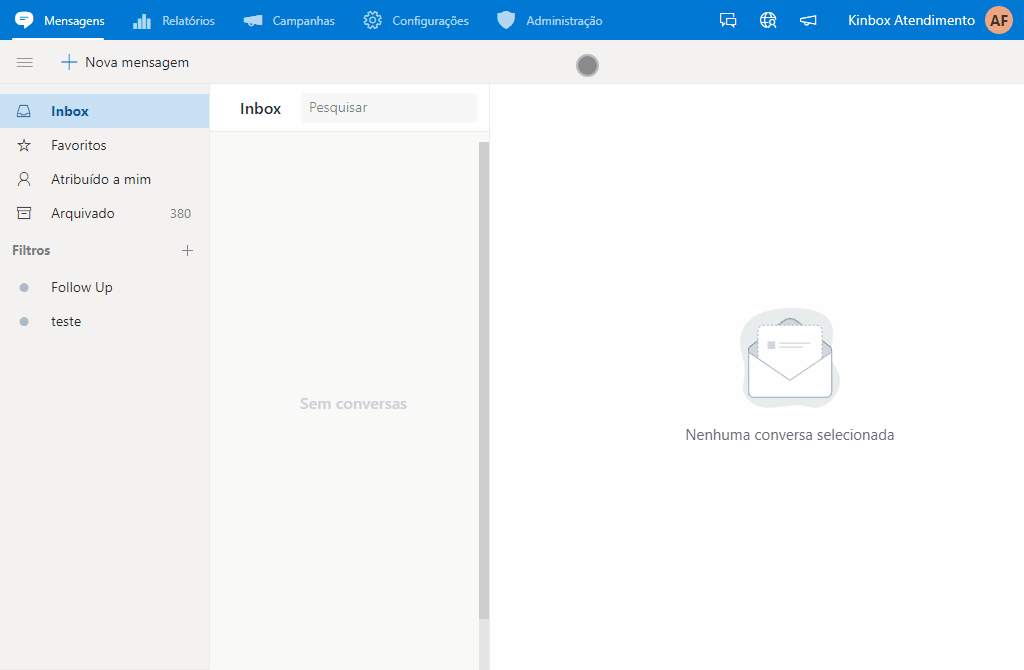 Mensagens Relatórios Campanhas Configurações Administração Kinbox Atendimento AF
Nova mensagem
Inbox
Favoritos
Atribuído a mim
Arquivado 380
Filtros
Follow Up
teste
Inbox Pesquisar
Sem conversas
Nenhuma conversa selecionada